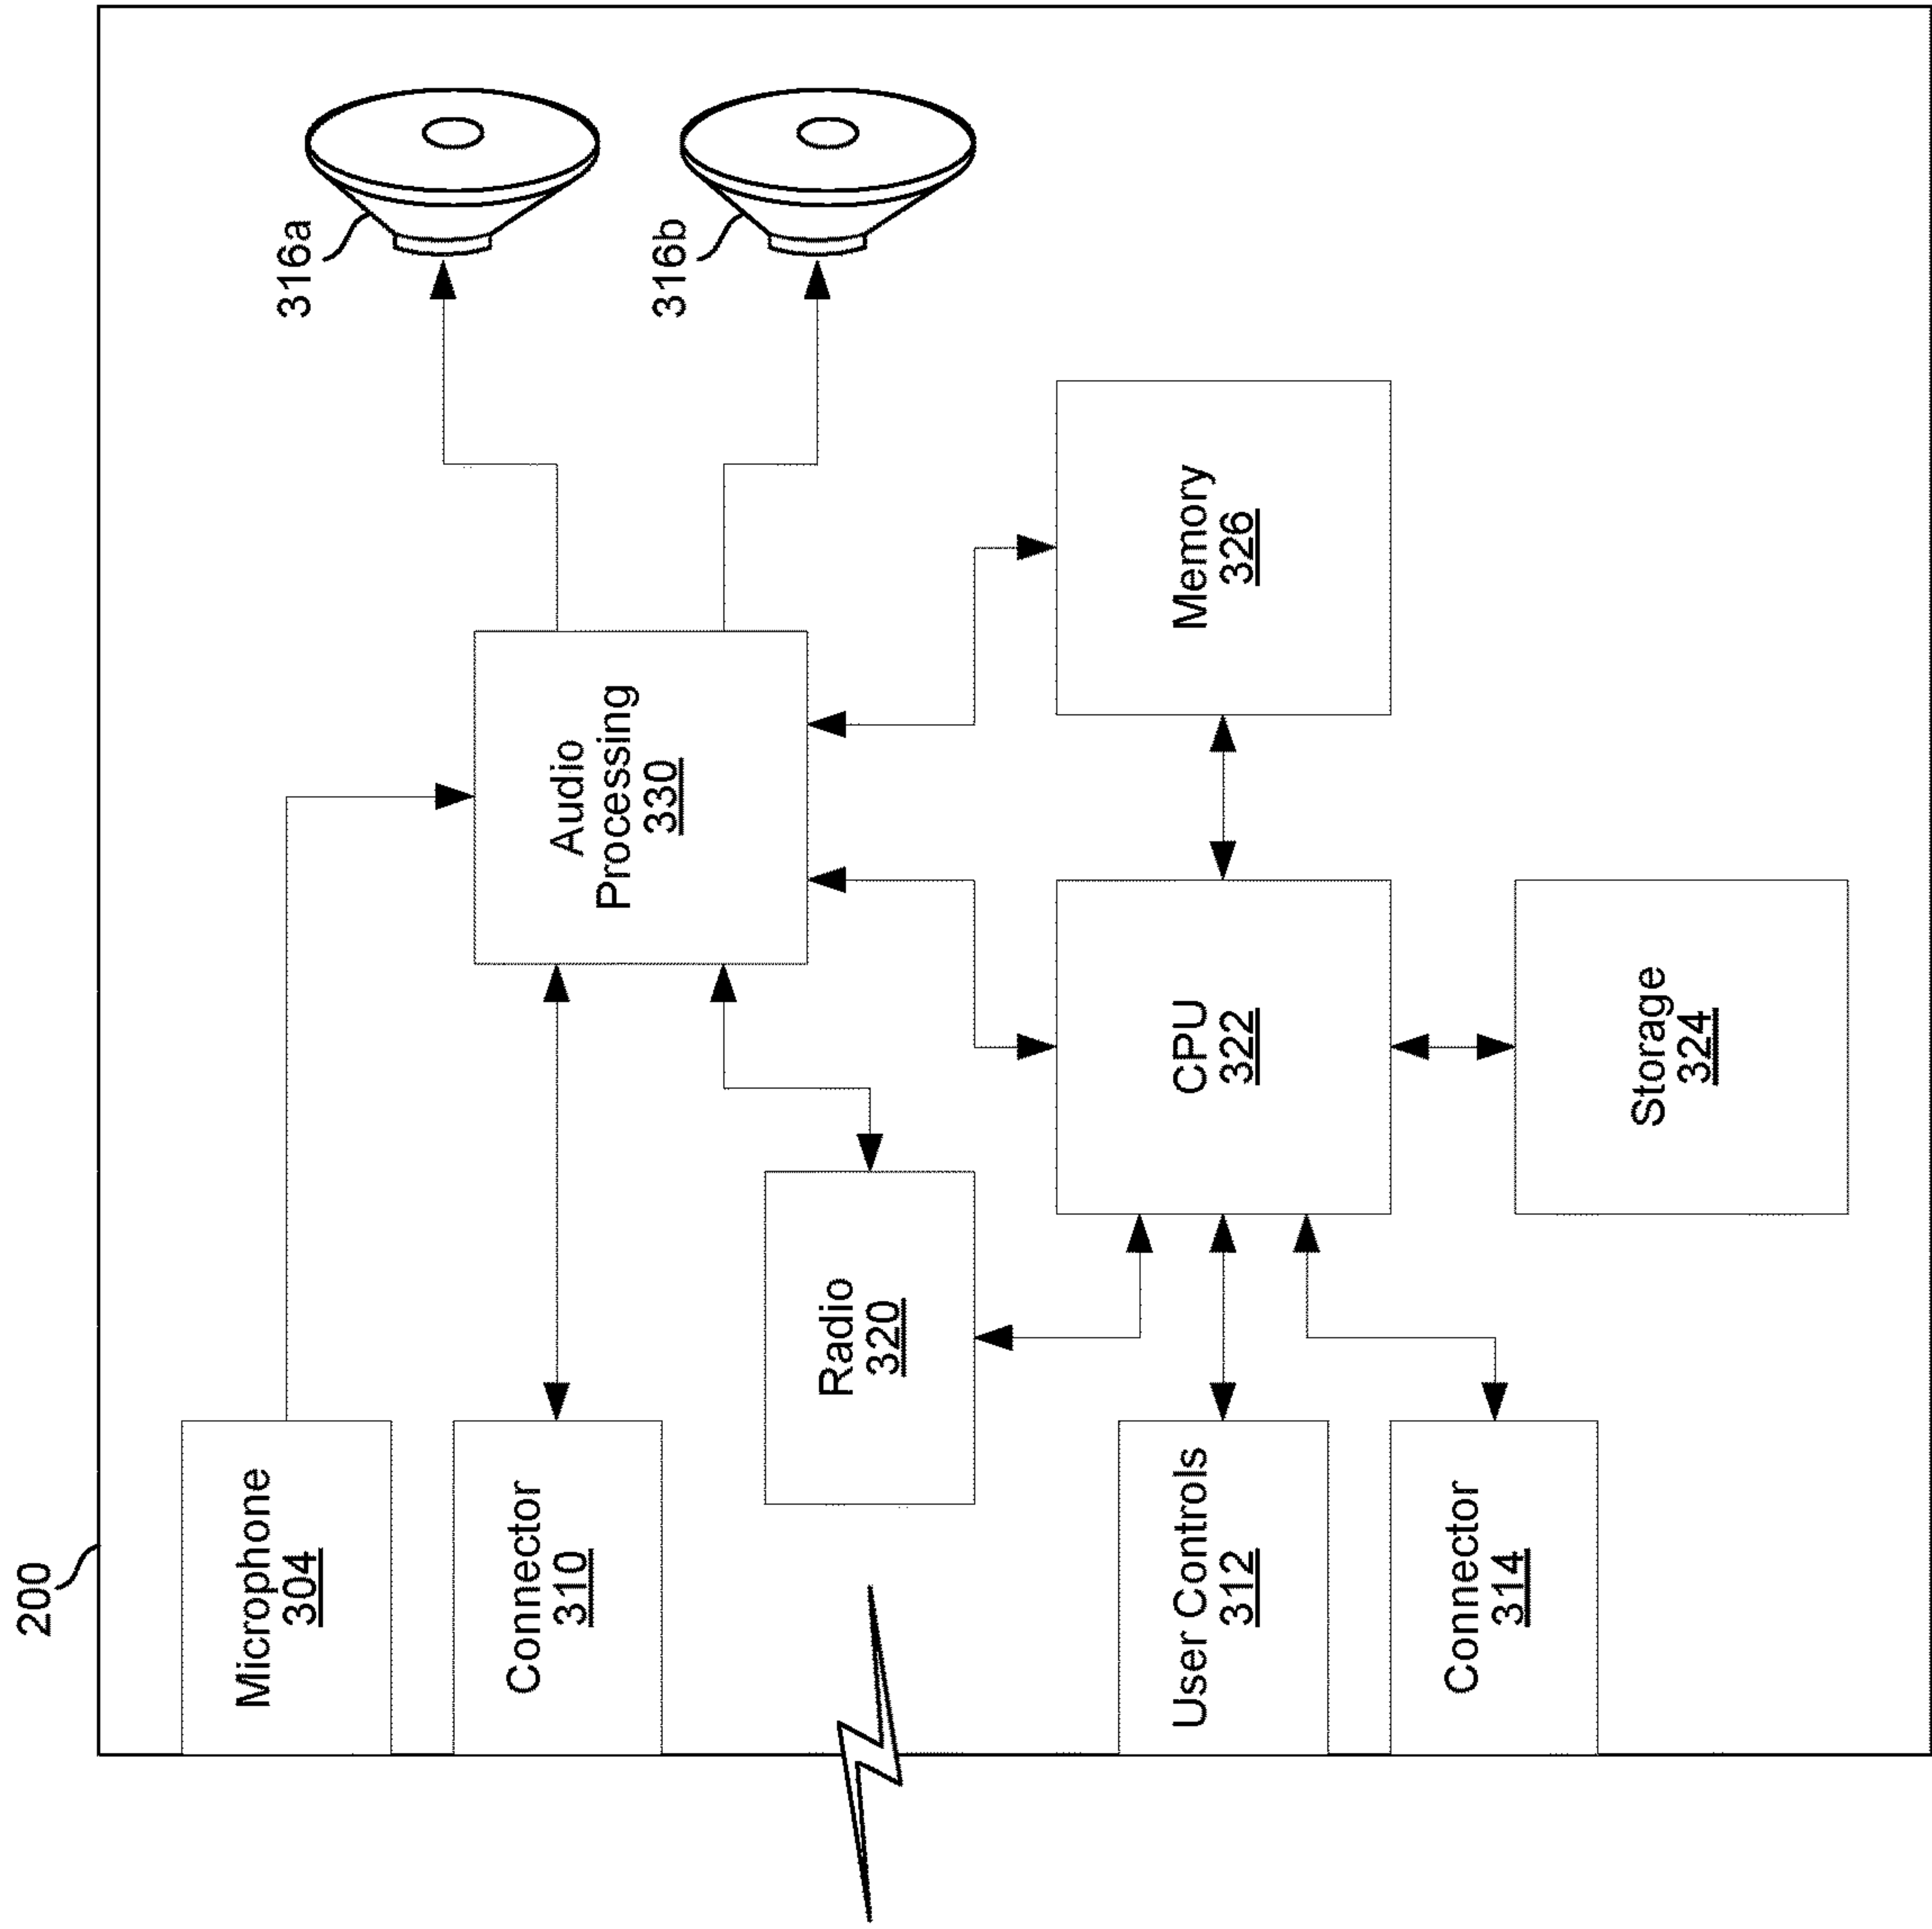 200
Microphone
304
316a
Connector
310
Audio
Processing
330
316b
Radio
320
User Controls
312
CPU
322
Memory
326
Connector
314
Storage
324